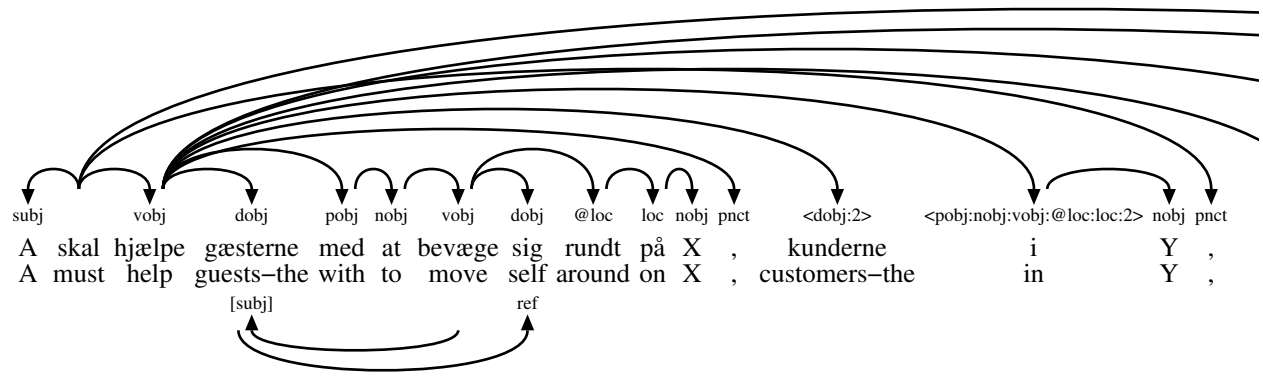 subj vobj dobj pobj nobj vobj dobj @loc loc nobj pnct <dobj:2> <pobj:nobj:vobj:@loc:loc:2> nobj pnct
A skal hjælpe gæsterne med at bevæge sig rundt på X , kunderne i Y ,
A must help guests–the with to move self around on X , customers–the in Y ,
[subj] ref